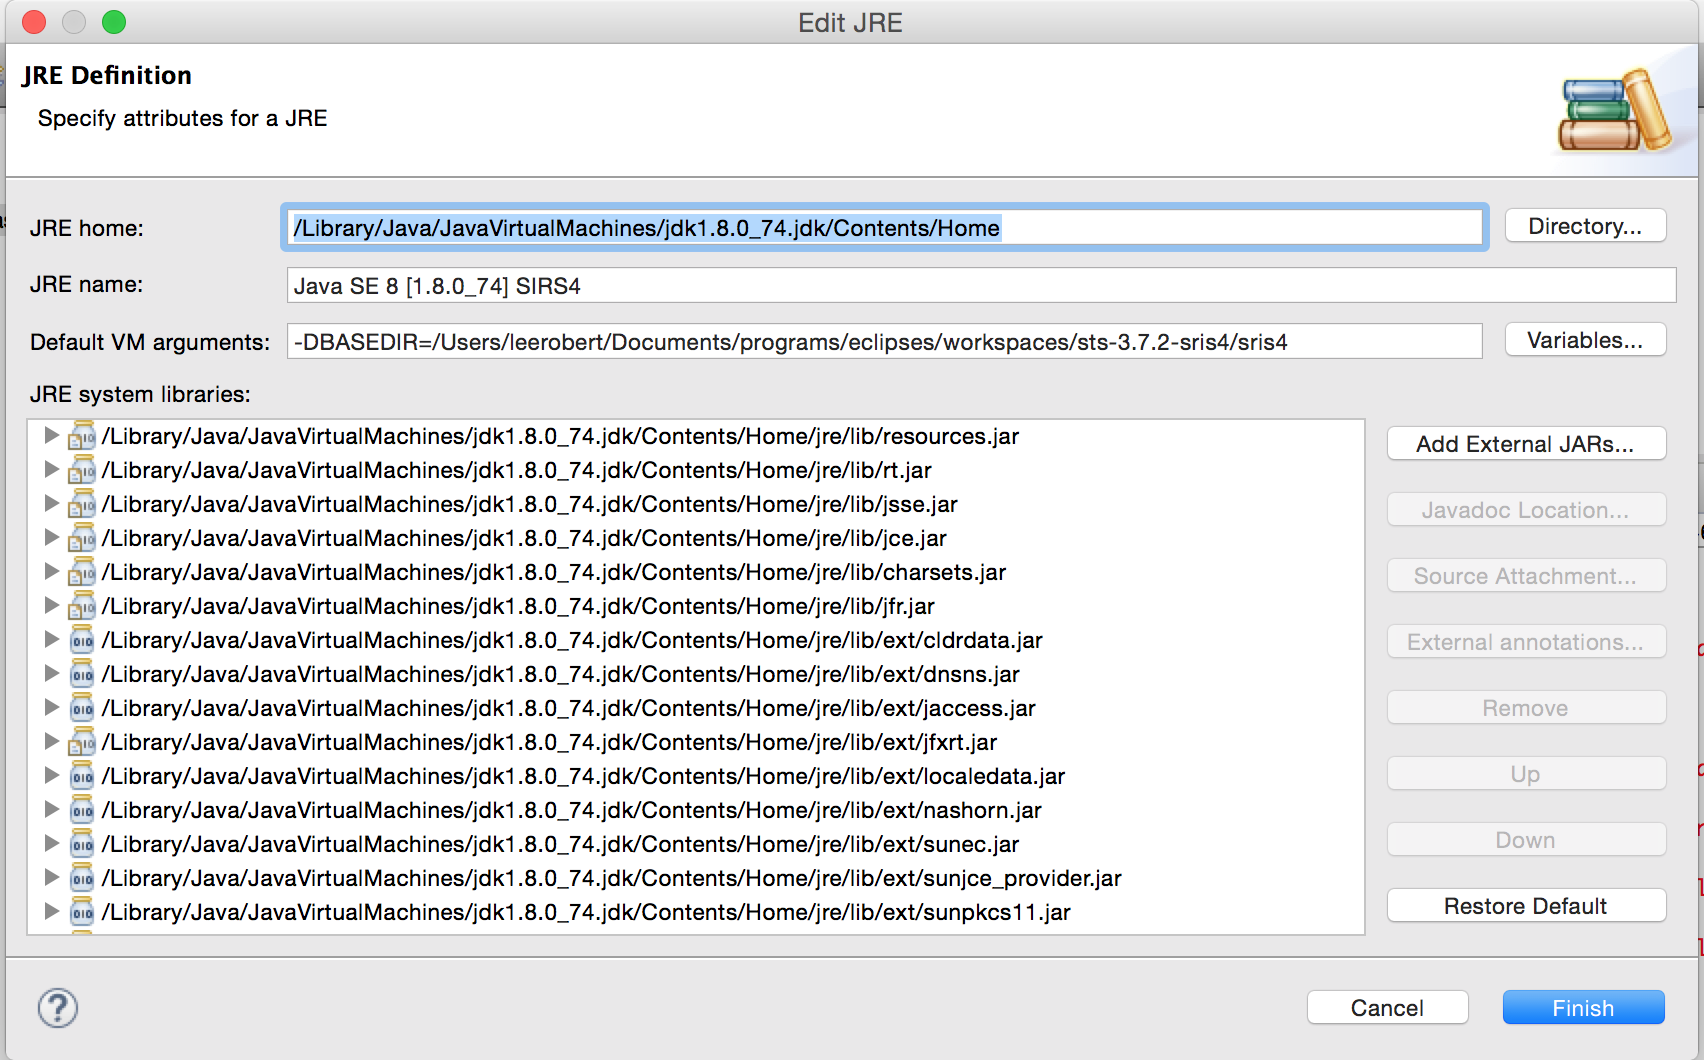 Edit JRE
JRE Definition
Specify attributes for a JRE
JRE home: /Library/Java/JavaVirtualMachines/jdk1.8.0_74.jdk/Contents/Home Directory...
JRE name: Java SE 8 [1.8.0_74] SIRS4
Default VM arguments: -DBASEDIR=/Users/leerobert/Documents/programs/eclipses/workspaces/sts-3.7.2-sris4/sris4 Variables...
JRE system libraries:
/Library/Java/JavaVirtualMachines/jdk1.8.0_74.jdk/Contents/Home/jre/lib/resources.jar
/Library/Java/JavaVirtualMachines/jdk1.8.0_74.jdk/Contents/Home/jre/lib/rt.jar
/Library/Java/JavaVirtualMachines/jdk1.8.0_74.jdk/Contents/Home/jre/lib/jsse.jar
/Library/Java/JavaVirtualMachines/jdk1.8.0_74.jdk/Contents/Home/jre/lib/jce.jar
/Library/Java/JavaVirtualMachines/jdk1.8.0_74.jdk/Contents/Home/jre/lib/charsets.jar
/Library/Java/JavaVirtualMachines/jdk1.8.0_74.jdk/Contents/Home/jre/lib/jfr.jar
/Library/Java/JavaVirtualMachines/jdk1.8.0_74.jdk/Contents/Home/jre/lib/ext/cldrdata.jar
/Library/Java/JavaVirtualMachines/jdk1.8.0_74.jdk/Contents/Home/jre/lib/ext/dnsns.jar
/Library/Java/JavaVirtualMachines/jdk1.8.0_74.jdk/Contents/Home/jre/lib/ext/jaccess.jar
/Library/Java/JavaVirtualMachines/jdk1.8.0_74.jdk/Contents/Home/jre/lib/ext/jfxrt.jar
/Library/Java/JavaVirtualMachines/jdk1.8.0_74.jdk/Contents/Home/jre/lib/ext/localedata.jar
/Library/Java/JavaVirtualMachines/jdk1.8.0_74.jdk/Contents/Home/jre/lib/ext/nashorn.jar
/Library/Java/JavaVirtualMachines/jdk1.8.0_74.jdk/Contents/Home/jre/lib/ext/sunec.jar
/Library/Java/JavaVirtualMachines/jdk1.8.0_74.jdk/Contents/Home/jre/lib/ext/sunjce_provider.jar
/Library/Java/JavaVirtualMachines/jdk1.8.0_74.jdk/Contents/Home/jre/lib/ext/sunpkcs11.jar
Add External JARs...
Javadoc Location...
Source Attachment...
External annotations...
Remove
Up
Down
Restore Default
?
Cancel
Finish